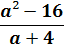 a² − 16
a + 4